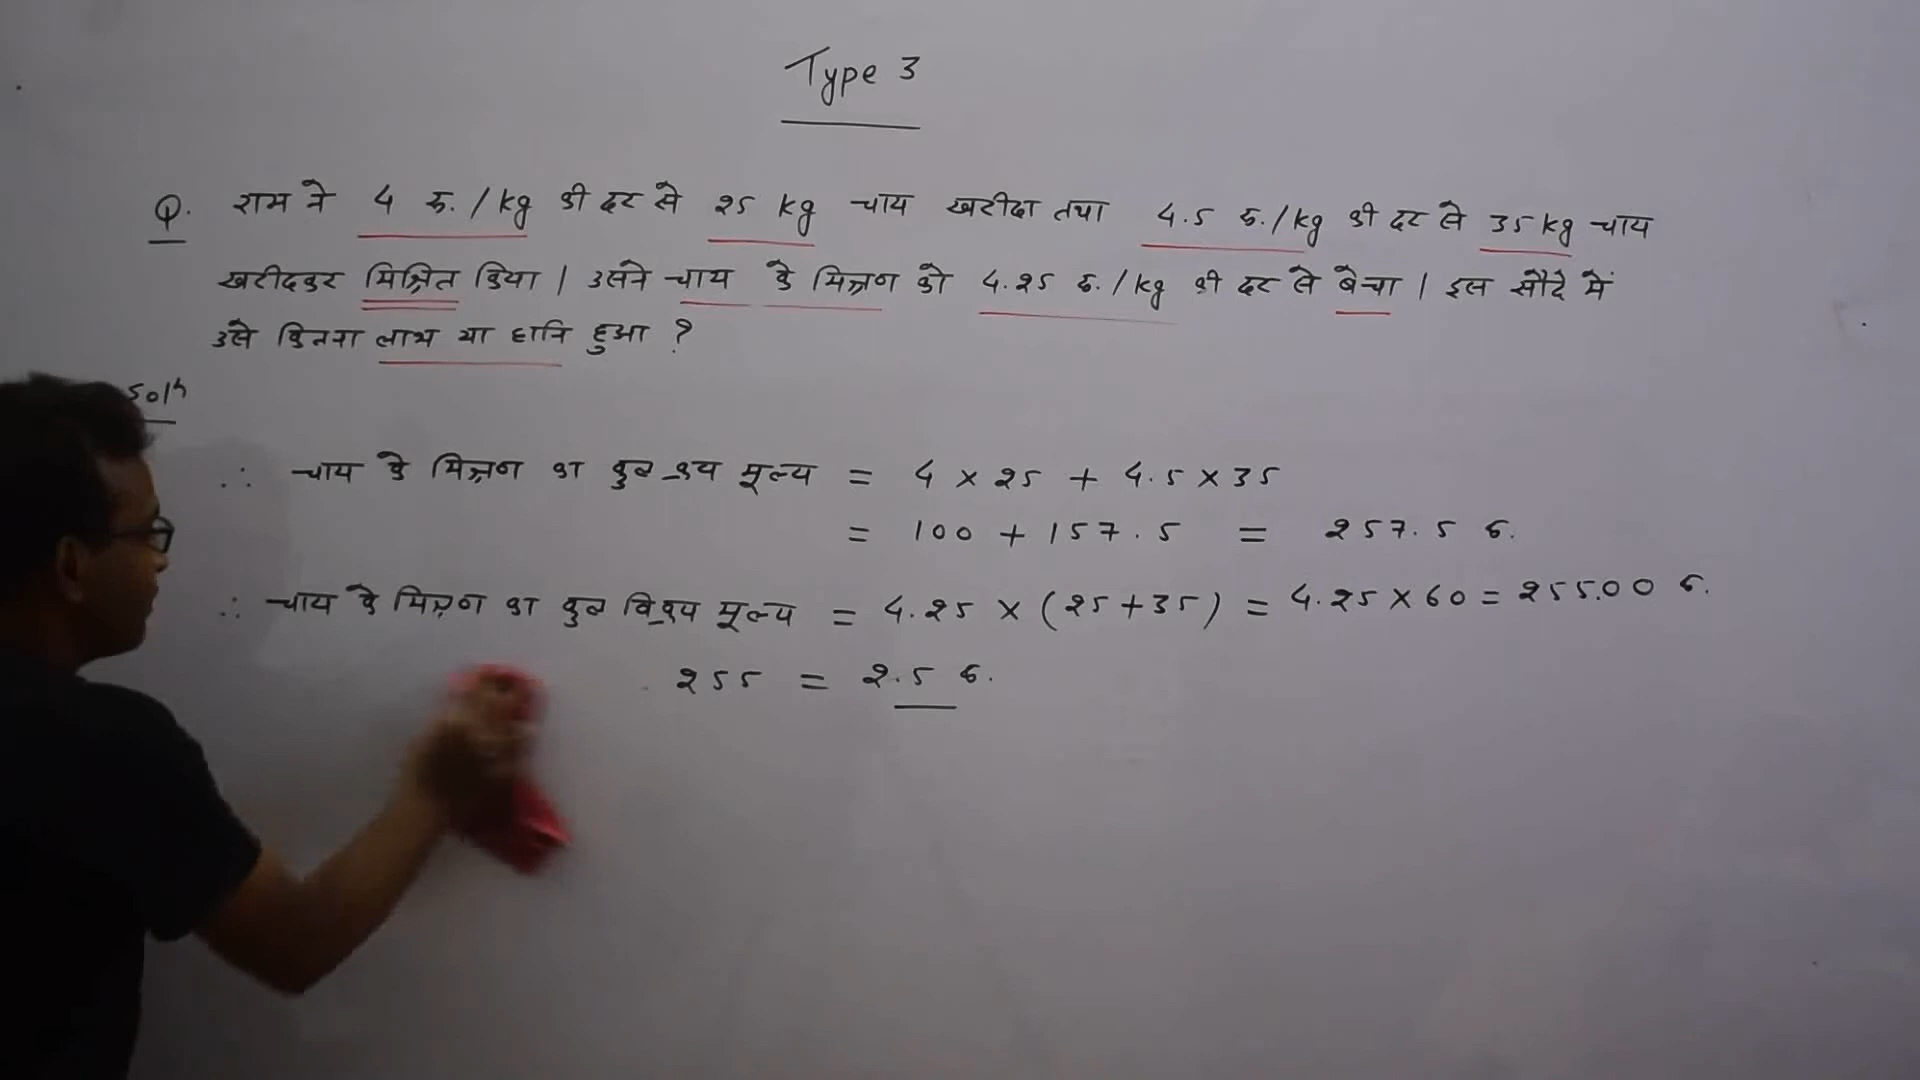 Type 3
Q. राम ने 4 रु./kg की दर से 25 kg चाय खरीदा तथा 4.5 रु./kg की दर से 35 kg चाय
खरीदकर मिश्रित किया। उसने चाय के मिश्रण को 4.25 रु./kg की दर से बेचा। इस सौदे में
उसे कितना लाभ या हानि हुआ ?
Solⁿ
∴ चाय के मिश्रण का कुल क्रय मूल्य = 4 × 25 + 4.5 × 35
= 100 + 157.5 = 257.5 रु.
∴ चाय के मिश्रण का कुल विक्रय मूल्य = 4.25 × (25+35) = 4.25 × 60 = 255.00 रु.
255 = 2.5 रु.